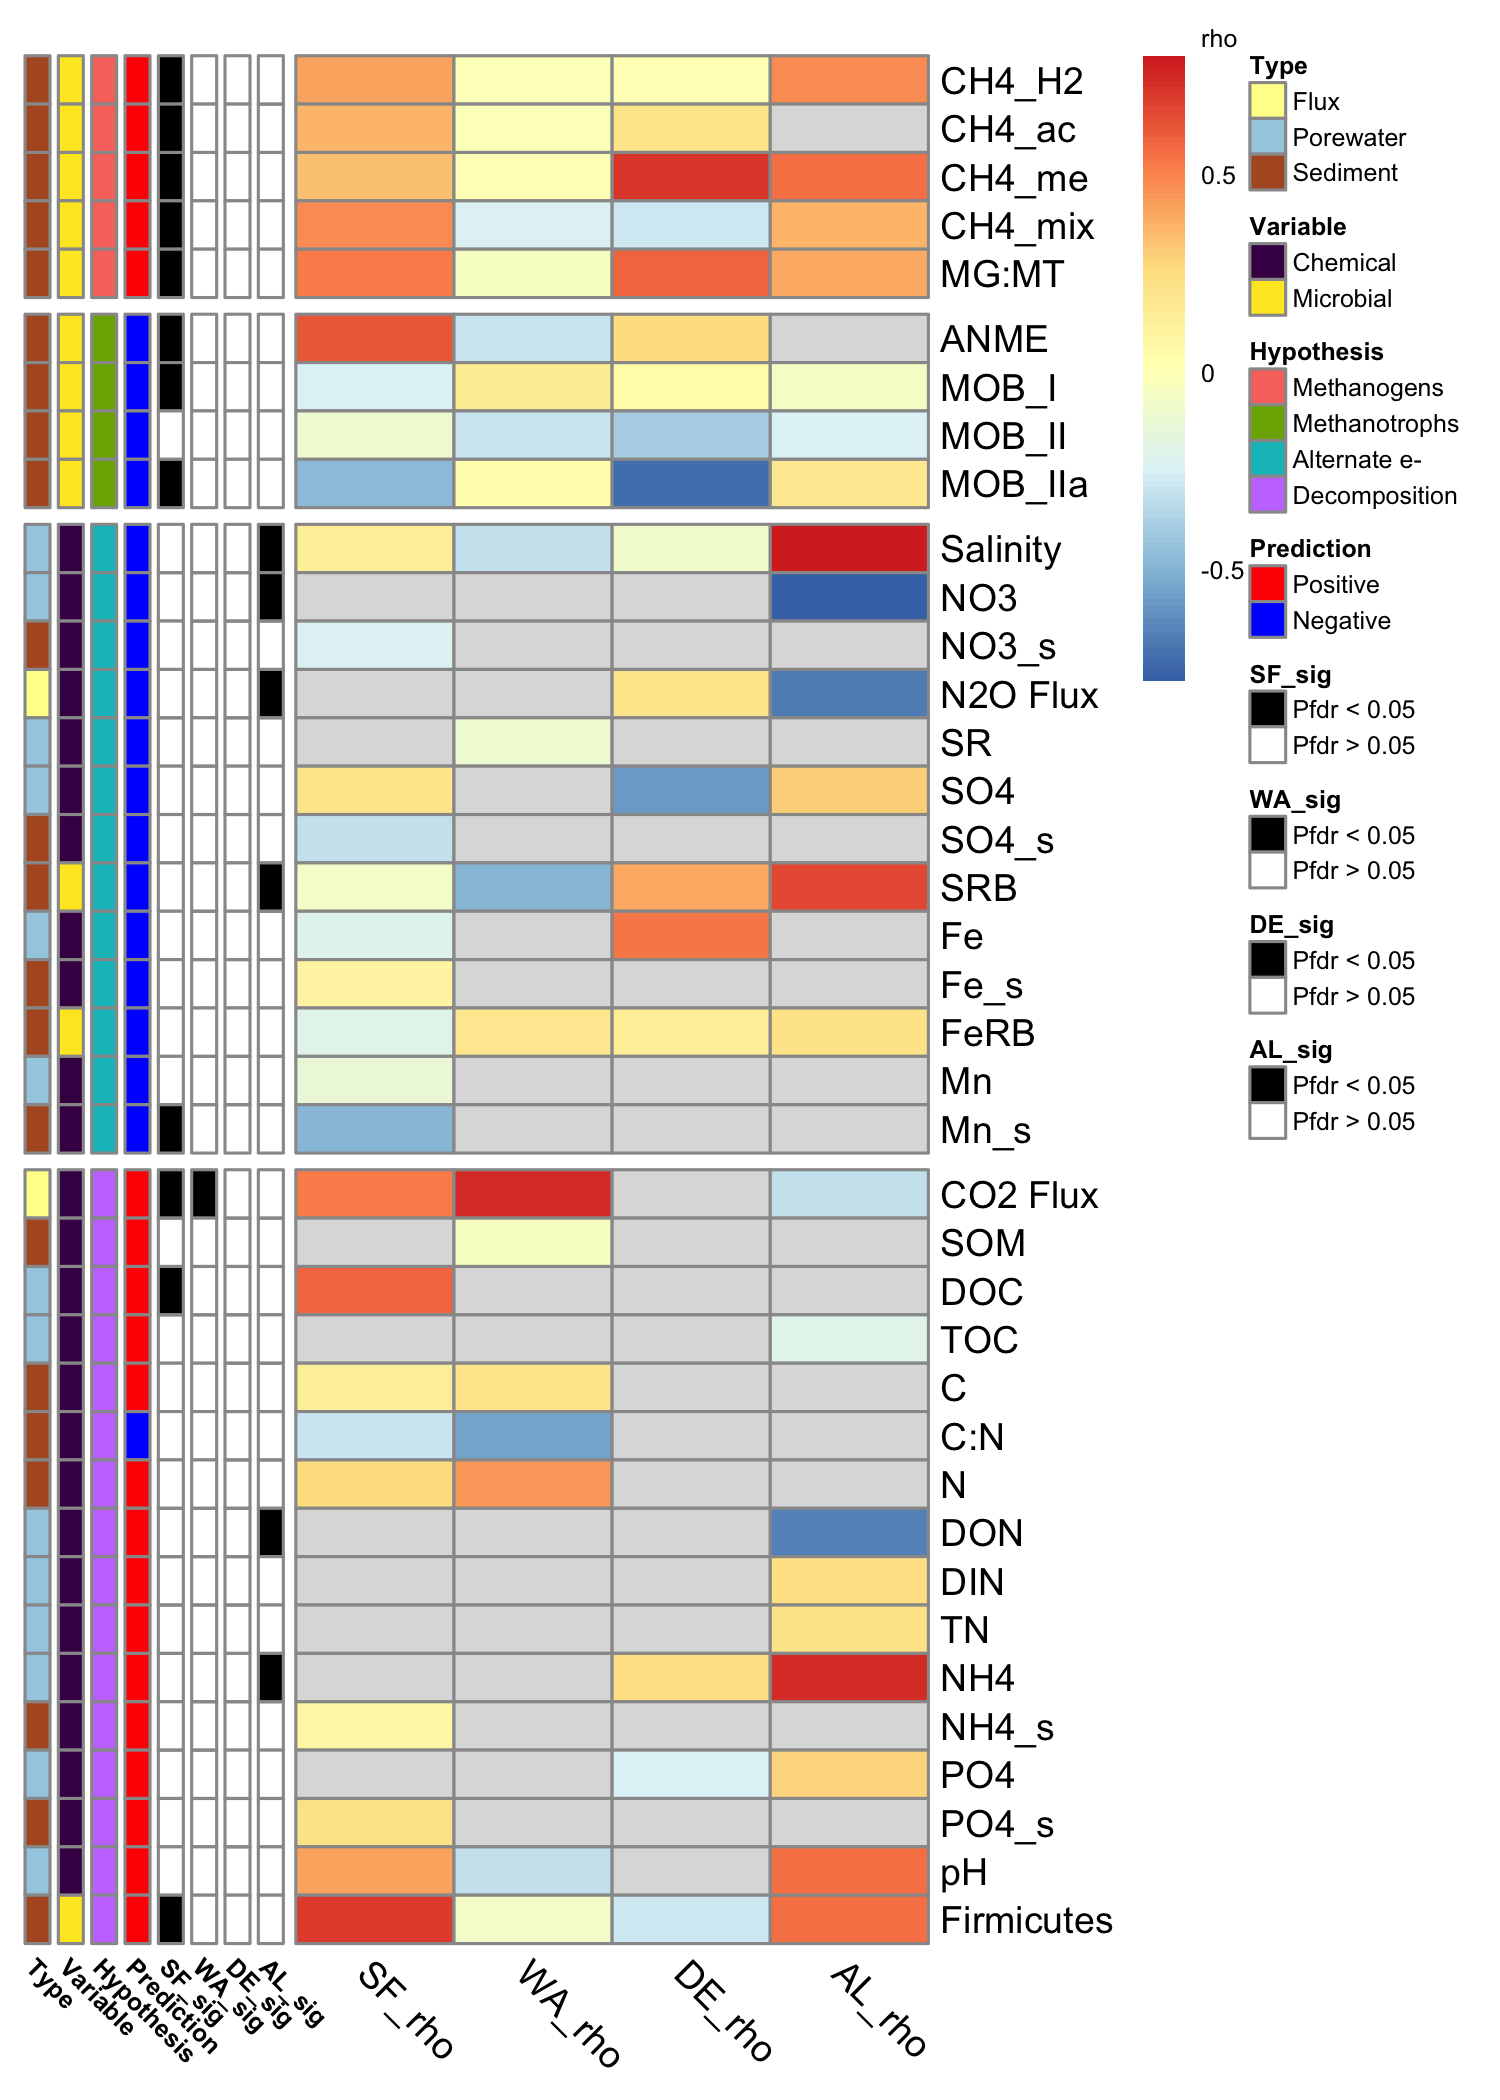 CH4_H2
CH4_ac
CH4_me
CH4_mix
MG:MT
ANME
MOB_I
MOB_II
MOB_IIa
Salinity
NO3
NO3_s
N2O Flux
SR
SO4
SO4_s
SRB
Fe
Fe_s
FeRB
Mn
Mn_s
CO2 Flux
SOM
DOC
TOC
C
C:N
N
DON
DIN
TN
NH4
NH4_s
PO4
PO4_s
pH
Firmicutes
Type
Variable
Hypothesis
Prediction
SF_sig
WA_sig
DE_sig
AL_sig
SF_rho
WA_rho
DE_rho
AL_rho
rho
0.5
0
-0.5
Type
Flux
Porewater
Sediment
Variable
Chemical
Microbial
Hypothesis
Methanogens
Methanotrophs
Alternate e-
Decomposition
Prediction
Positive
Negative
SF_sig
Pfdr < 0.05
Pfdr > 0.05
WA_sig
Pfdr < 0.05
Pfdr > 0.05
DE_sig
Pfdr < 0.05
Pfdr > 0.05
AL_sig
Pfdr < 0.05
Pfdr > 0.05